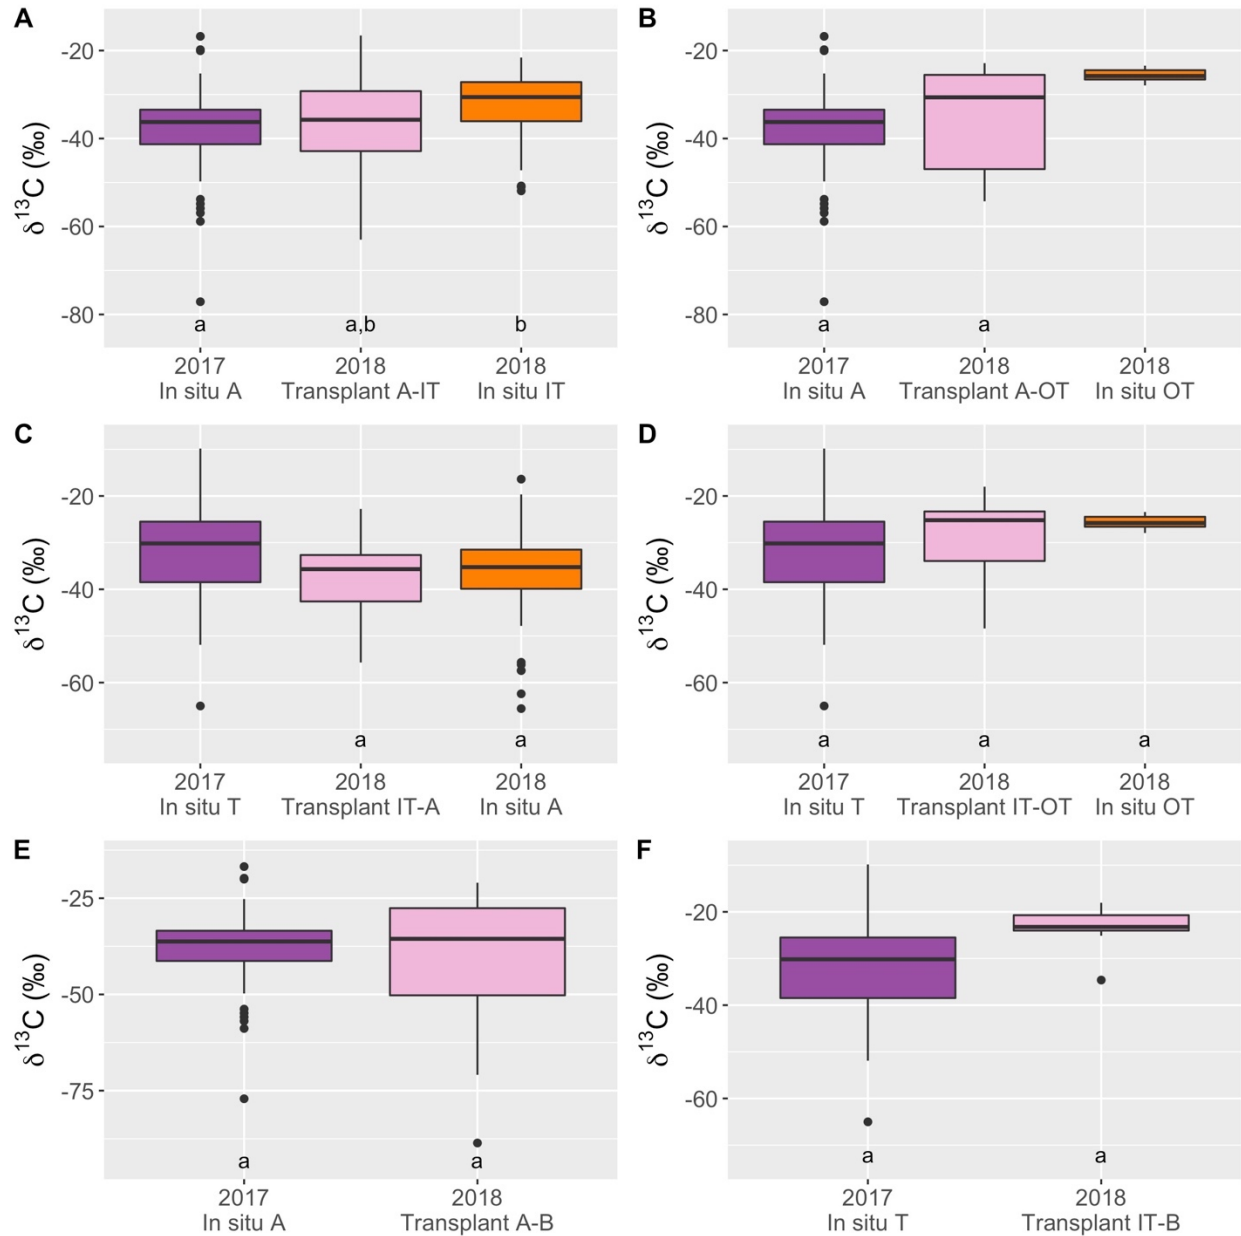 A
δ13C (‰)
-20
-40
-60
-80
a
a,b
b
2017
In situ A
2018
Transplant A-IT
2018
In situ IT
B
δ13C (‰)
-20
-40
-60
-80
a
a
2017
In situ A
2018
Transplant A-OT
2018
In situ OT
C
δ13C (‰)
-20
-40
-60
a
a
2017
In situ T
2018
Transplant IT-A
2018
In situ A
D
δ13C (‰)
-20
-40
-60
a
a
a
2017
In situ T
2018
Transplant IT-OT
2018
In situ OT
E
δ13C (‰)
-25
-50
-75
a
a
2017
In situ A
2018
Transplant A-B
F
δ13C (‰)
-20
-40
-60
a
a
2017
In situ T
2018
Transplant IT-B